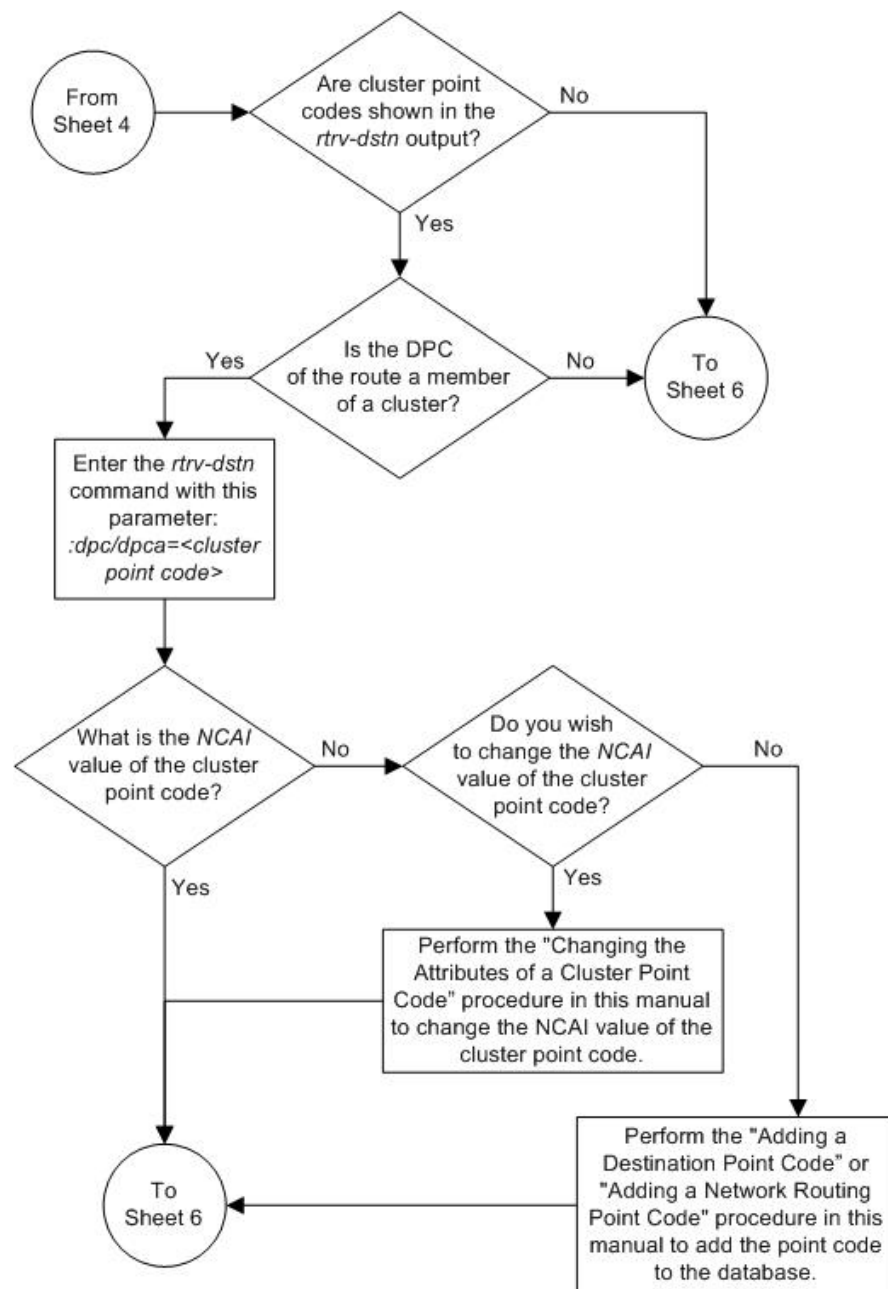 From
Sheet 4
Are cluster point
codes shown in the
rtrv-dstn output?
No
Yes
Is the DPC
of the route a member
of a cluster?
Yes
No
To
Sheet 6
Enter the rtrv-dstn
command with this
parameter:
:dpc/dpca=<cluster
point code>
What is the NCAI
value of the cluster
point code?
No
Yes
Do you wish
to change the NCAI
value of the cluster
point code?
No
Yes
Perform the "Changing the
Attributes of a Cluster Point
Code” procedure in this manual
to change the NCAI value of the
cluster point code.
Perform the "Adding a
Destination Point Code” or
"Adding a Network Routing
Point Code" procedure in this
manual to add the point code
to the database.
To
Sheet 6